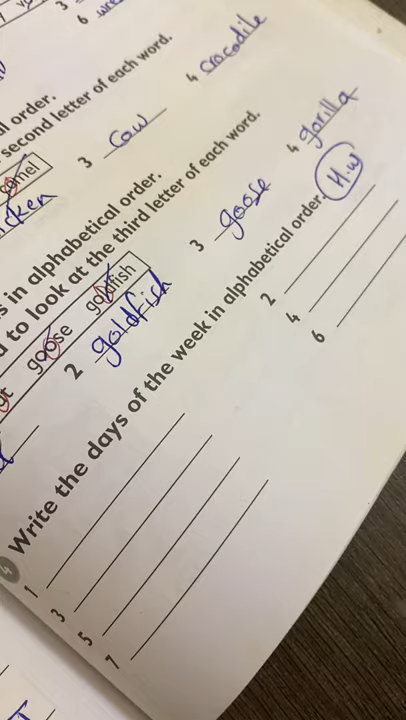 3
6
al order.
second letter of each word.
camel
3 cow
4 crocodile
s in alphabetical order.
d to look at the third letter of each word.
goose goldfish
2 goldfish
3 goose
4 gorilla
4 Write the days of the week in alphabetical order. H.w
1
2
3
4
5
6
7